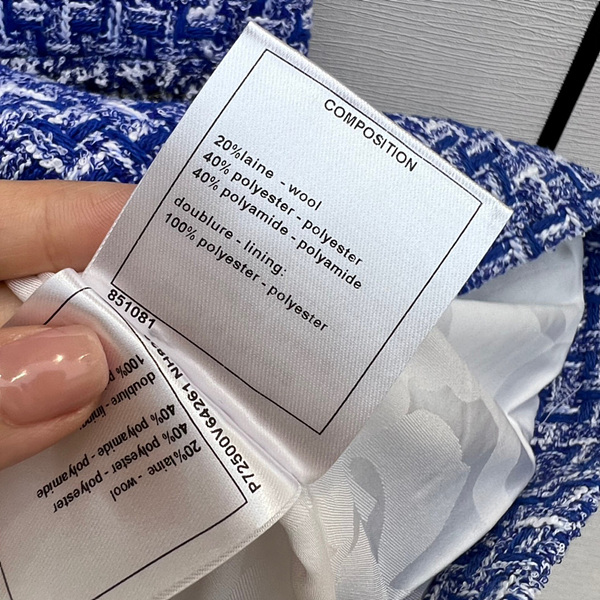 COMPOSITION
20%laine - wool
40% polyester - polyester
40% polyamide - polyamide
doublure - lining:
100% polyester - polyester
851081
P72500V64261
20%laine - wool
40% polyester - polyester
40% polyamide - polyamide
doublure -
100%